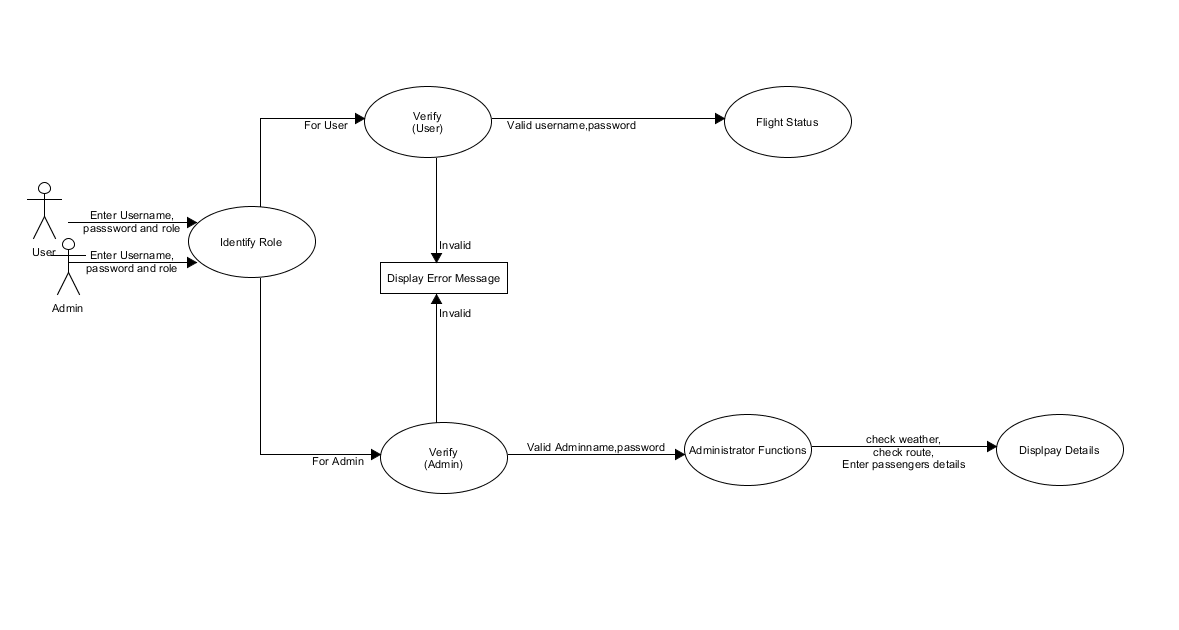 Verify
(User)
For User
Valid username,password
Flight Status
Enter Username,
passsword and role
User
Identify Role
Enter Username,
password and role
Admin
Invalid
Display Error Message
Invalid
Verify
(Admin)
For Admin
Valid Adminname,password
Administrator Functions
check weather,
check route,
Enter passengers details
Displpay Details